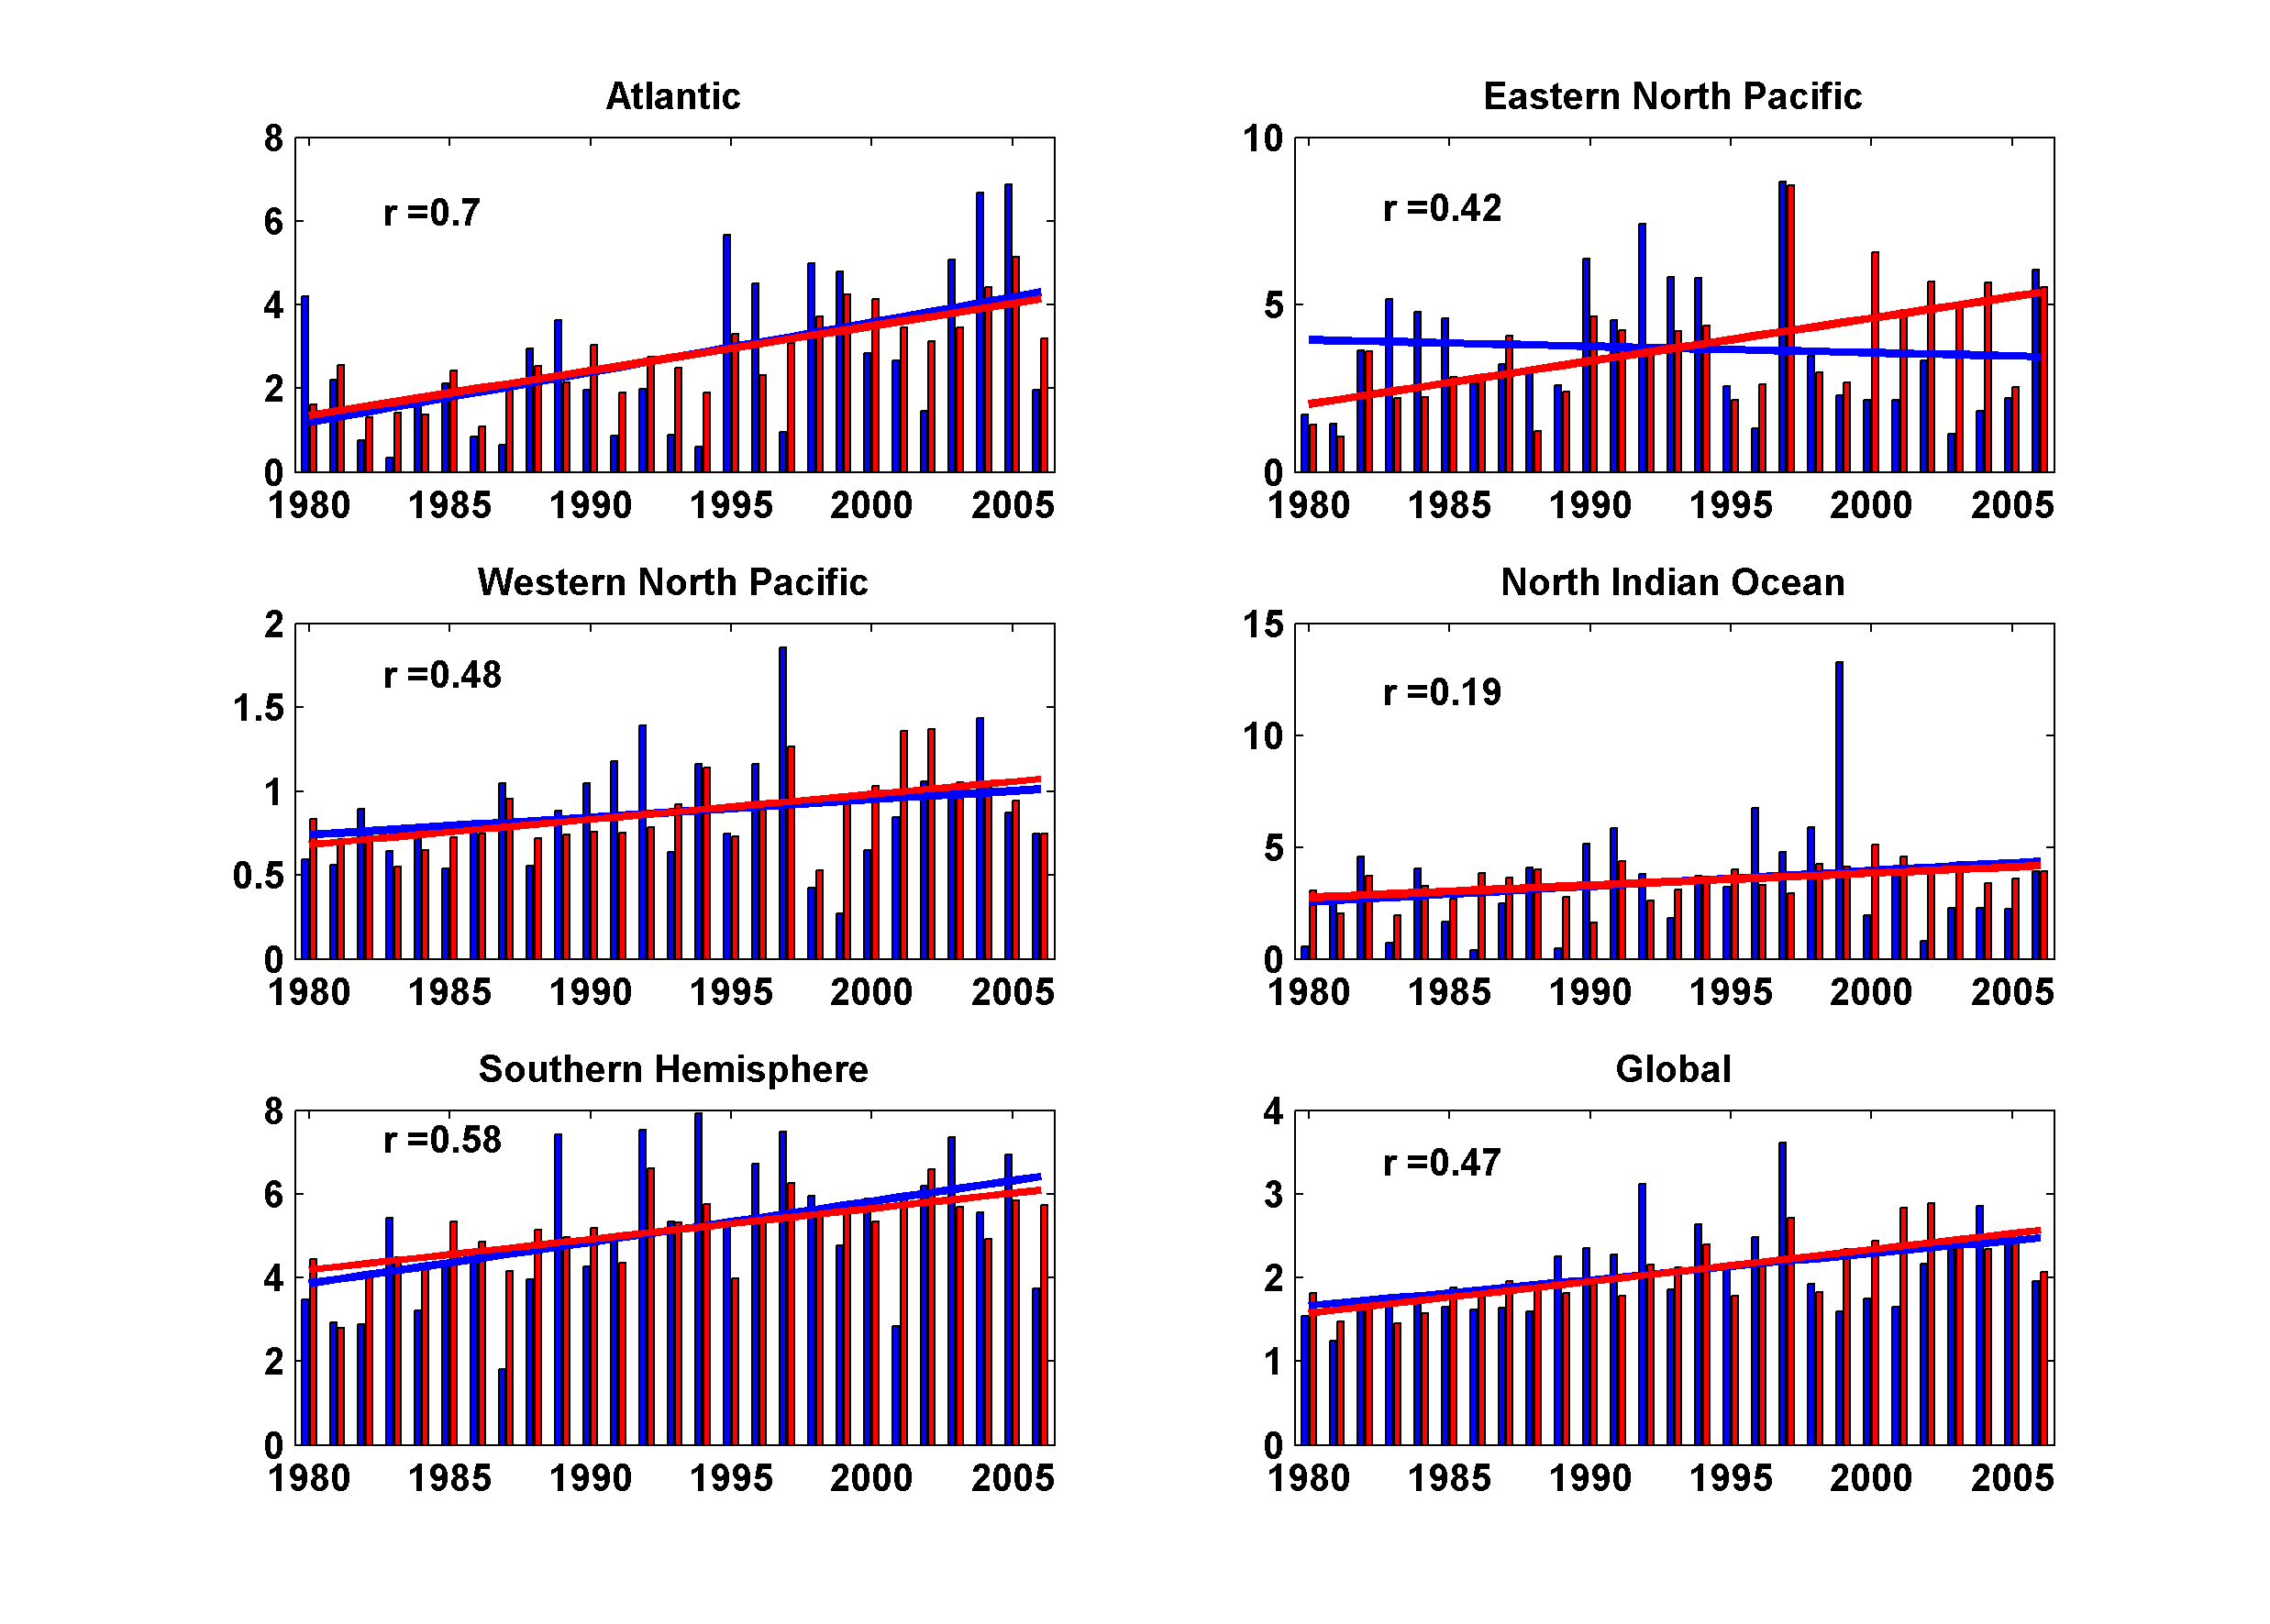 Atlantic
8
6
4
2
0
r =0.7
1980 1985 1990 1995 2000 2005
Eastern North Pacific
10
5
0
r =0.42
1980 1985 1990 1995 2000 2005
Western North Pacific
2
1.5
1
0.5
0
r =0.48
1980 1985 1990 1995 2000 2005
North Indian Ocean
15
10
5
0
r =0.19
1980 1985 1990 1995 2000 2005
Southern Hemisphere
8
6
4
2
0
r =0.58
1980 1985 1990 1995 2000 2005
Global
4
3
2
1
0
r =0.47
1980 1985 1990 1995 2000 2005